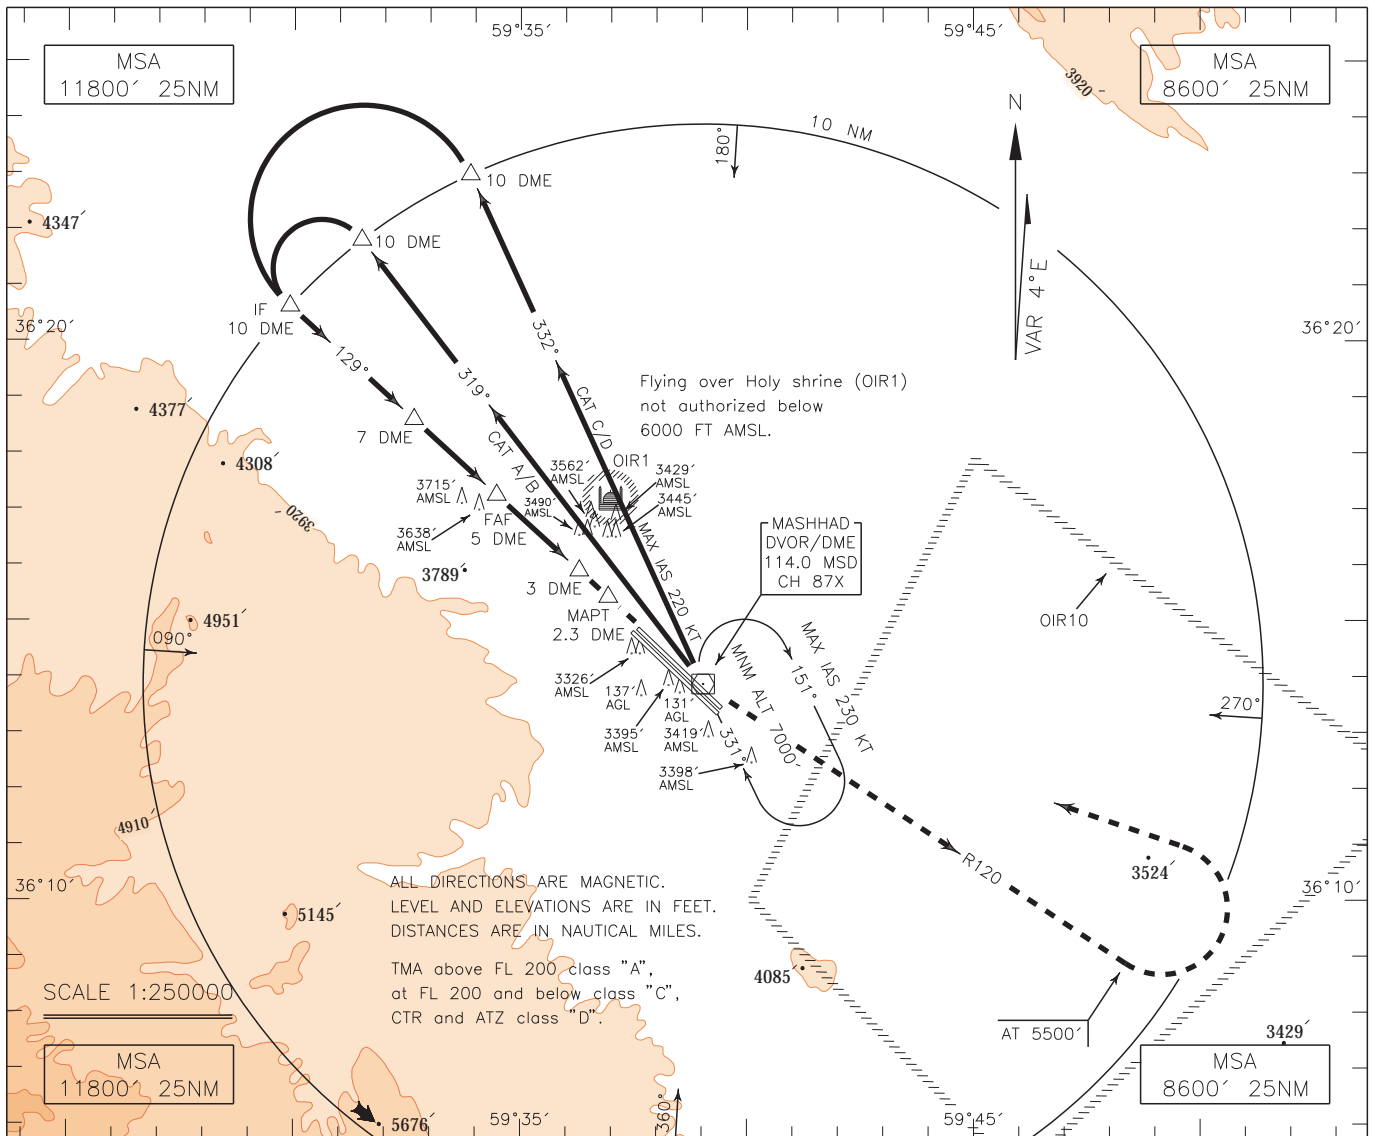 59°35′
59°45′
MSA
11800′ 25NM
MSA
8600′ 25NM
3920
N
10 NM
180°
10 DME
4347′
10 DME
VAR 4°E
IF
10 DME
36°20′
36°20′
332°
129°
319°
Flying over Holy shrine (OIR1)
not authorized below
6000 FT AMSL.
4377′
CAT C/D
7 DME
CAT A/B
4308′
OIR1
3562′
AMSL
3429′
AMSL
3715′
AMSL
3490′
AMSL
3445′
AMSL
3920
FAF
5 DME
3638′
AMSL
MAX IAS 220 KT
MASHHAD
DVOR/DME
114.0 MSD
CH 87X
3789′
3 DME
MAPT
2.3 DME
OIR10
4951′
090°
MAX IAS 230 KT
MNM ALT 7000′
151°
3326′
AMSL
137′
AGL
131′
AGL
270°
3395′
AMSL
3419′
AMSL
331°
3398′
AMSL
4910′
R120
3524′
36°10′
36°10′
ALL DIRECTIONS ARE MAGNETIC.
LEVEL AND ELEVATIONS ARE IN FEET.
DISTANCES ARE IN NAUTICAL MILES.
5145′
TMA above FL 200 class "A",
at FL 200 and below class "C",
CTR and ATZ class "D".
4085′
SCALE 1:250000
AT 5500′
3429′
MSA
11800′ 25NM
MSA
8600′ 25NM
5676′
59°35′
360°
59°45′